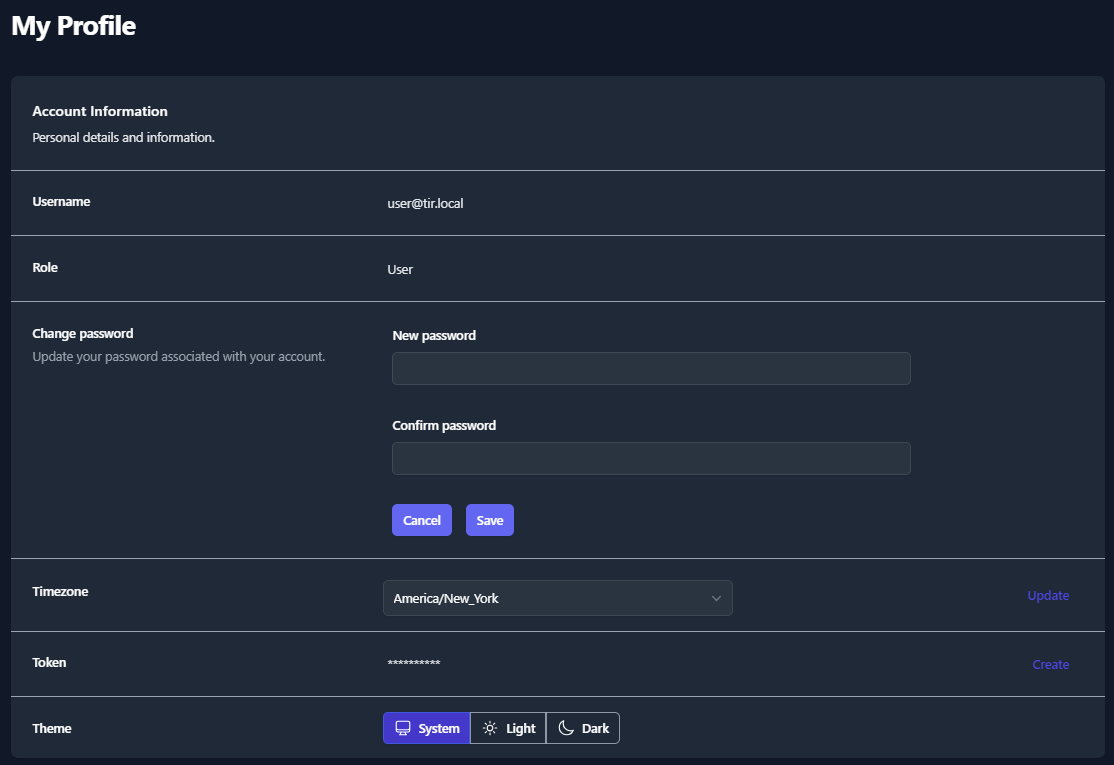 My Profile
Account Information
Personal details and information.
Username
user@tir.local
Role
User
Change password
Update your password associated with your account.
New password
Confirm password
Cancel
Save
Timezone
America/New_York
Update
Token
**********
Create
Theme
System
Light
Dark